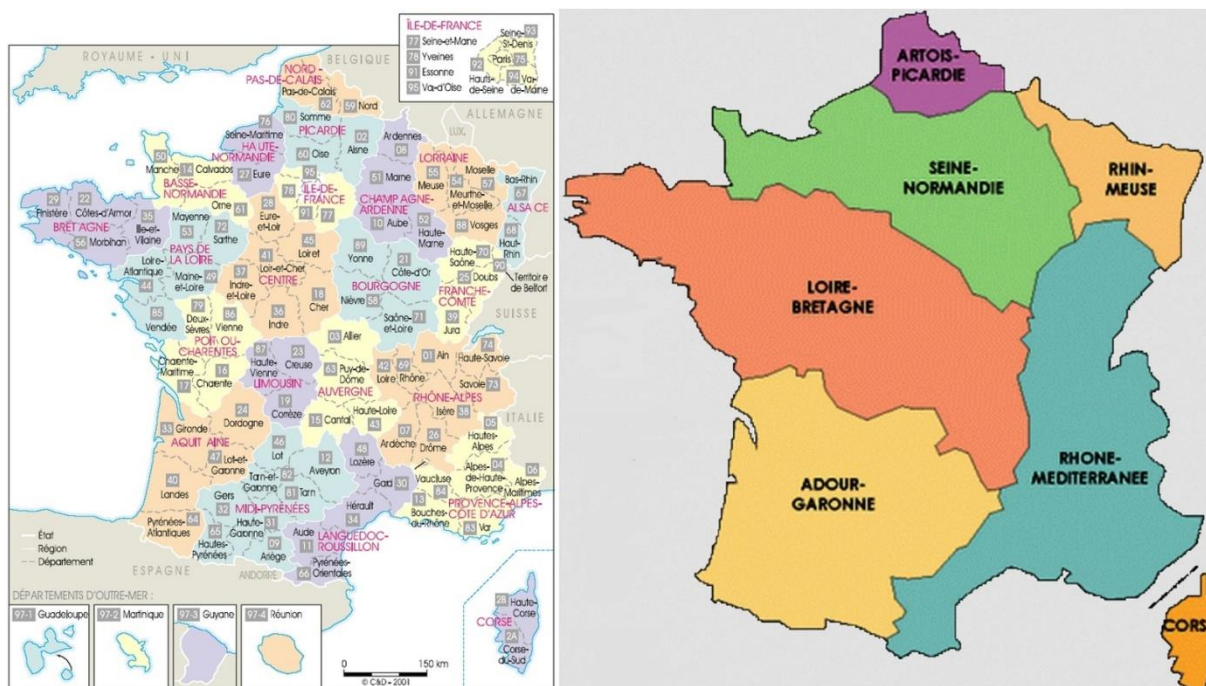 ROYAUME-UNI
BELGIQUE
ALLEMAGNE
LUX.
SUISSE
ITALIE
ESPAGNE
ANDORRE
ÎLE-DE-FRANCE
77 Seine-et-Marne
78 Yvelines
91 Essonne
95 Val-d'Oise
Seine-
St-Denis 93
Paris 75
92
Hauts-
de-Seine
94 Val-
de-Marne
NORD-
PAS-DE-CALAIS
Pas-de-Calais
62
59 Nord
80 Somme
PICARDIE
02
Aisne
60 Oise
76
Seine-Maritime
HAUTE-
NORMANDIE
27 Eure
50
Manche
14 Calvados
BASSE-
NORMANDIE
Orne 61
95
78
ÎLE-DE-
FRANCE
91 77
Ardennes
08
51 Marne
CHAMPAGNE-
ARDENNE
10 Aube
52
Haute-
Marne
LORRAINE
55
Meuse
54
Meurthe-
et-Moselle
Moselle
57
88 Vosges
Bas-Rhin
67
ALSACE
68
Haut-
Rhin
29
Finistère
22
Côtes-d'Armor
BRETAGNE
35
Ille-et-
Vilaine
56 Morbihan
Mayenne
53
72
Sarthe
PAYS DE
LA LOIRE
Loire-
Atlantique
44
Maine- 49
et-Loire
85
Vendée
28
Eure-
et-Loir
45
Loiret
41
Loir-et-Cher
CENTRE
37
Indre-
et-Loire
18
Cher
36
Indre
89
Yonne
21
Côte-d'Or
BOURGOGNE
Nièvre 58
Saône-
et-Loire 71
Haute- 70
Saône
90
Territoire
de Belfort
25 Doubs
FRANCHE-
COMTÉ
39
Jura
79
Deux-
Sèvres
86
Vienne
POITOU-
CHARENTES
Charente-
Maritime
17
16
Charente
87
Haute-
Vienne
23
Creuse
LIMOUSIN
19
Corrèze
03 Allier
63
Puy-de-
Dôme
AUVERGNE
15 Cantal
Haute-Loire
43
42
Loire
69
Rhône
01 Ain
74
Haute-Savoie
Savoie 73
RHÔNE-ALPES
Isère 38
07
Ardèche
26
Drôme
24
Dordogne
33 Gironde
AQUITAINE
47
Lot-et-
Garonne
40
Landes
Pyrénées- 64
Atlantiques
46
Lot
12
Aveyron
Tarn-et- 82
Garonne
81 Tarn
Gers
32
MIDI-PYRÉNÉES
31
Haute-
Garonne
65
Hautes-
Pyrénées
09
Ariège
48
Lozère
Gard 30
Hérault
34
Aude
11
LANGUEDOC-
ROUSSILLON
Pyrénées-
66 Orientales
05
Hautes-
Alpes
04
Alpes-
de-Haute-
Provence
06
Alpes-
Maritimes
Vaucluse
84
13
Bouches-
du-Rhône
PROVENCE-ALPES-
CÔTE D'AZUR
83 Var
2B
Haute-
Corse
CORSE
2A
Corse-
du-Sud
État
Région
Département
DÉPARTEMENTS D'OUTRE-MER :
97-1 Guadeloupe
97-2 Martinique
97-3 Guyane
97-4 Réunion
0 150 km
© C&D - 2001
ARTOIS-
PICARDIE
SEINE-
NORMANDIE
RHIN-
MEUSE
LOIRE-
BRETAGNE
ADOUR-
GARONNE
RHONE-
MEDITERRANEE
CORS